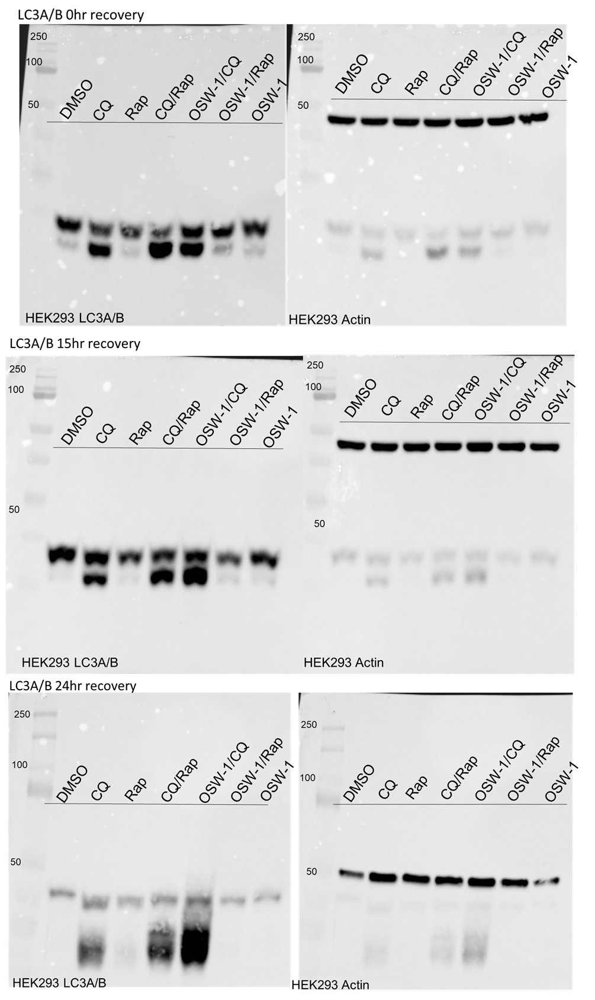 LC3A/B 0hr recovery
250
100
50
DMSO
CQ
Rap
CQ/Rap
OSW-1/CQ
OSW-1/Rap
OSW-1
HEK293 LC3A/B
250
100
50
DMSO
CQ
Rap
CQ/Rap
OSW-1/CQ
OSW-1/Rap
OSW-1
HEK293 Actin
LC3A/B 15hr recovery
250
100
50
DMSO
CQ
Rap
CQ/Rap
OSW-1/CQ
OSW-1/Rap
OSW-1
HEK293 LC3A/B
250
100
50
DMSO
CQ
Rap
CQ/Rap
OSW-1/CQ
OSW-1/Rap
OSW-1
HEK293 Actin
LC3A/B 24hr recovery
250
100
50
DMSO
CQ
Rap
CQ/Rap
OSW-1/CQ
OSW-1/Rap
OSW-1
HEK293 LC3A/B
250
100
50
DMSO
CQ
Rap
CQ/Rap
OSW-1/CQ
OSW-1/Rap
OSW-1
HEK293 Actin